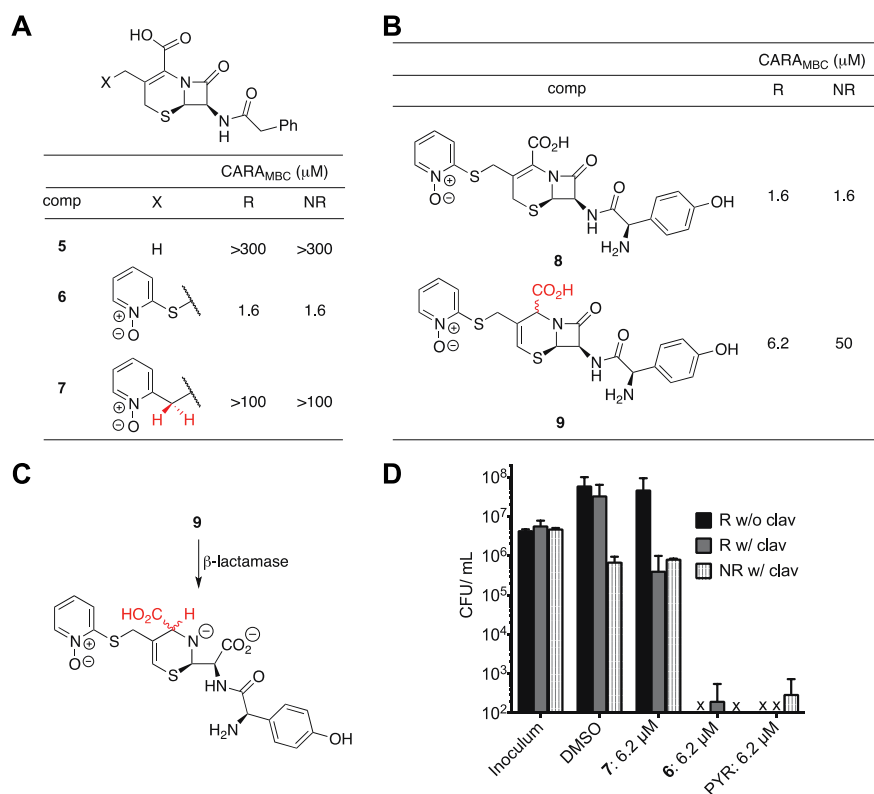 A
HO
O
X
N
O
S
H
N
H
O
Ph
CARA_MBC (μM)
comp X R NR
5 H >300 >300
6 N ⊕ O ⊖ S 1.6 1.6
7 N ⊕ O ⊖ H H >100 >100
B
CARA_MBC (μM)
comp R NR
CO2H
O
N
⊕
O
⊖
S
N
S
H
HN
O
OH
H2N
1.6 1.6
8
CO2H
O
N
⊕
O
⊖
S
N
S
H
HN
O
OH
H2N
6.2 50
9
C
9
β-lactamase
HO2C H
N ⊖
CO2 ⊖
N
⊕
O
⊖
S
S
NH
O
H2N
OH
D
CFU/ mL
10^8
10^7
10^6
10^5
10^4
10^3
10^2
R w/o clav
R w/ clav
NR w/ clav
x x x x
Inoculum
DMSO
7: 6.2 μM
6: 6.2 μM
PYR: 6.2 μM